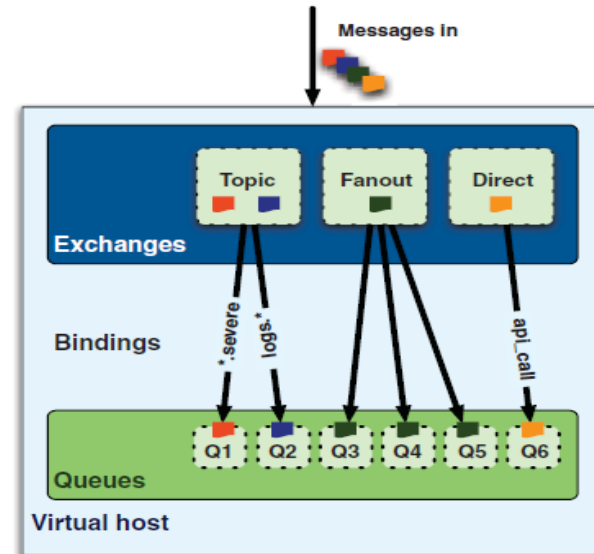 Messages in
Topic
Fanout
Direct
Exchanges
*.severe
logs.*
api_call
Bindings
Q1
Q2
Q3
Q4
Q5
Q6
Queues
Virtual host